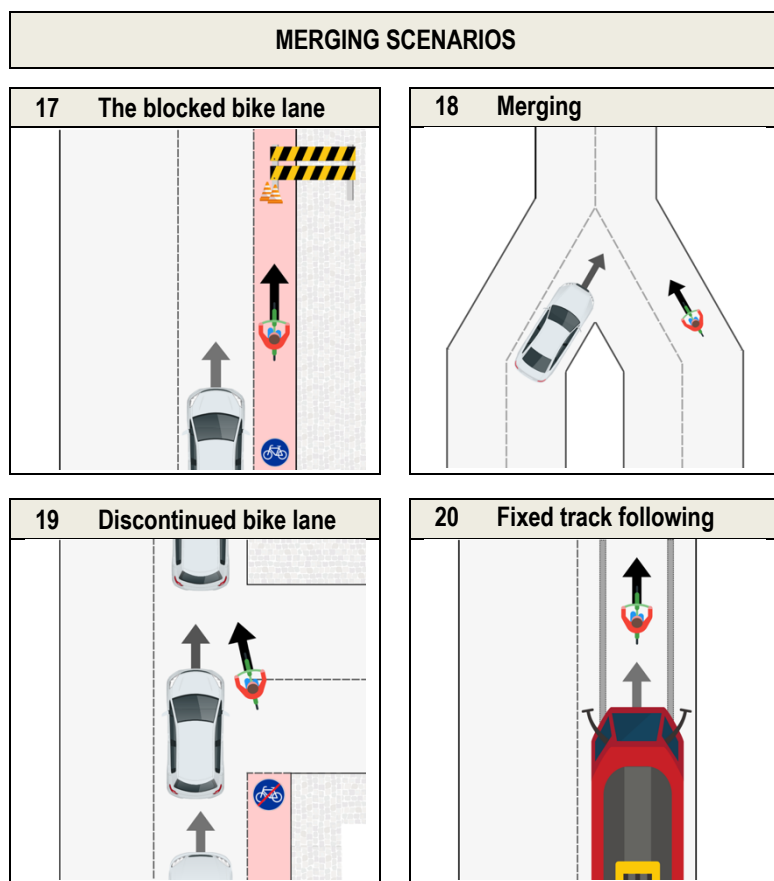 MERGING SCENARIOS
17 The blocked bike lane
18 Merging
19 Discontinued bike lane
20 Fixed track following